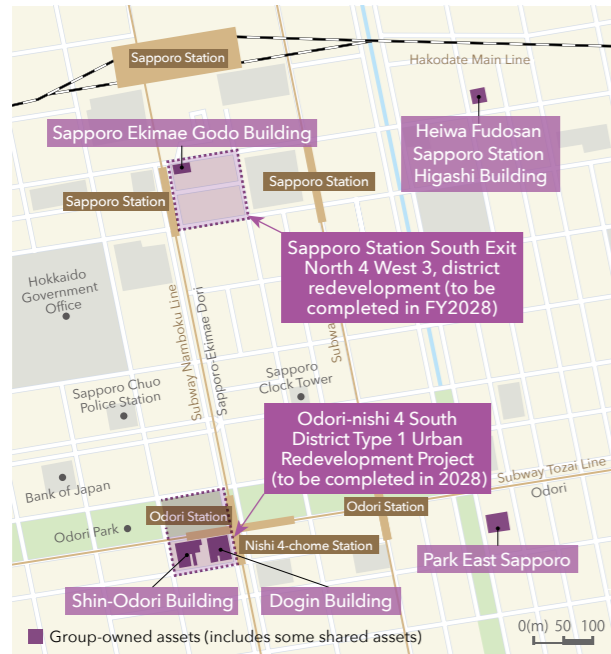 Sapporo Station
Hakodate Main Line
Sapporo Ekimae Godo Building
Heiwa Fudosan
Sapporo Station
Higashi Building
Sapporo Station
Sapporo Station
Sapporo Station South Exit
North 4 West 3, district
redevelopment (to be
completed in FY2028)
Hokkaido
Government
Office
Subway Namboku Line
Sapporo-Ekimae Dori
Subway
Sapporo
Clock Tower
Sapporo Chuo
Police Station
Odori-nishi 4 South
District Type 1 Urban
Redevelopment Project
(to be completed in 2028)
Subway Tozai Line
Odori
Bank of Japan
Odori Station
Odori Station
Odori Park
Nishi 4-chome Station
Park East Sapporo
Shin-Odori Building
Dogin Building
Group-owned assets (includes some shared assets)
0(m) 50 100